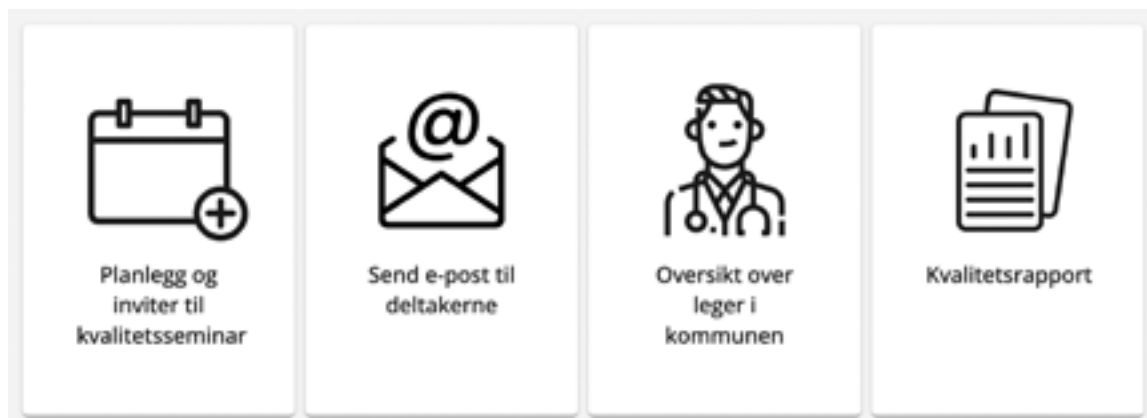 Planlegg og
inviter til
kvalitetsseminar
Send e-post til
deltakerne
Oversikt over
leger i
kommunen
Kvalitetsrapport